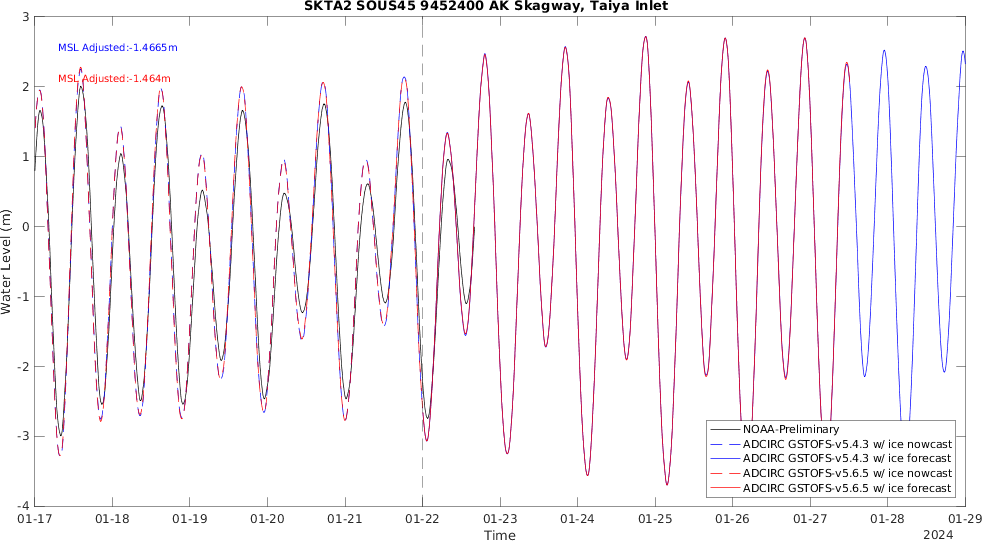 SKTA2 SOUS45 9452400 AK Skagway, Taiya Inlet
MSL Adjusted:-1.4665m
MSL Adjusted:-1.464m
Water Level (m)
3
2
1
0
-1
-2
-3
-4
NOAA-Preliminary
ADCIRC GSTOFS-v5.4.3 w/ ice nowcast
ADCIRC GSTOFS-v5.4.3 w/ ice forecast
ADCIRC GSTOFS-v5.6.5 w/ ice nowcast
ADCIRC GSTOFS-v5.6.5 w/ ice forecast
01-17 01-18 01-19 01-20 01-21 01-22 01-23 01-24 01-25 01-26 01-27 01-28 01-29
Time
2024